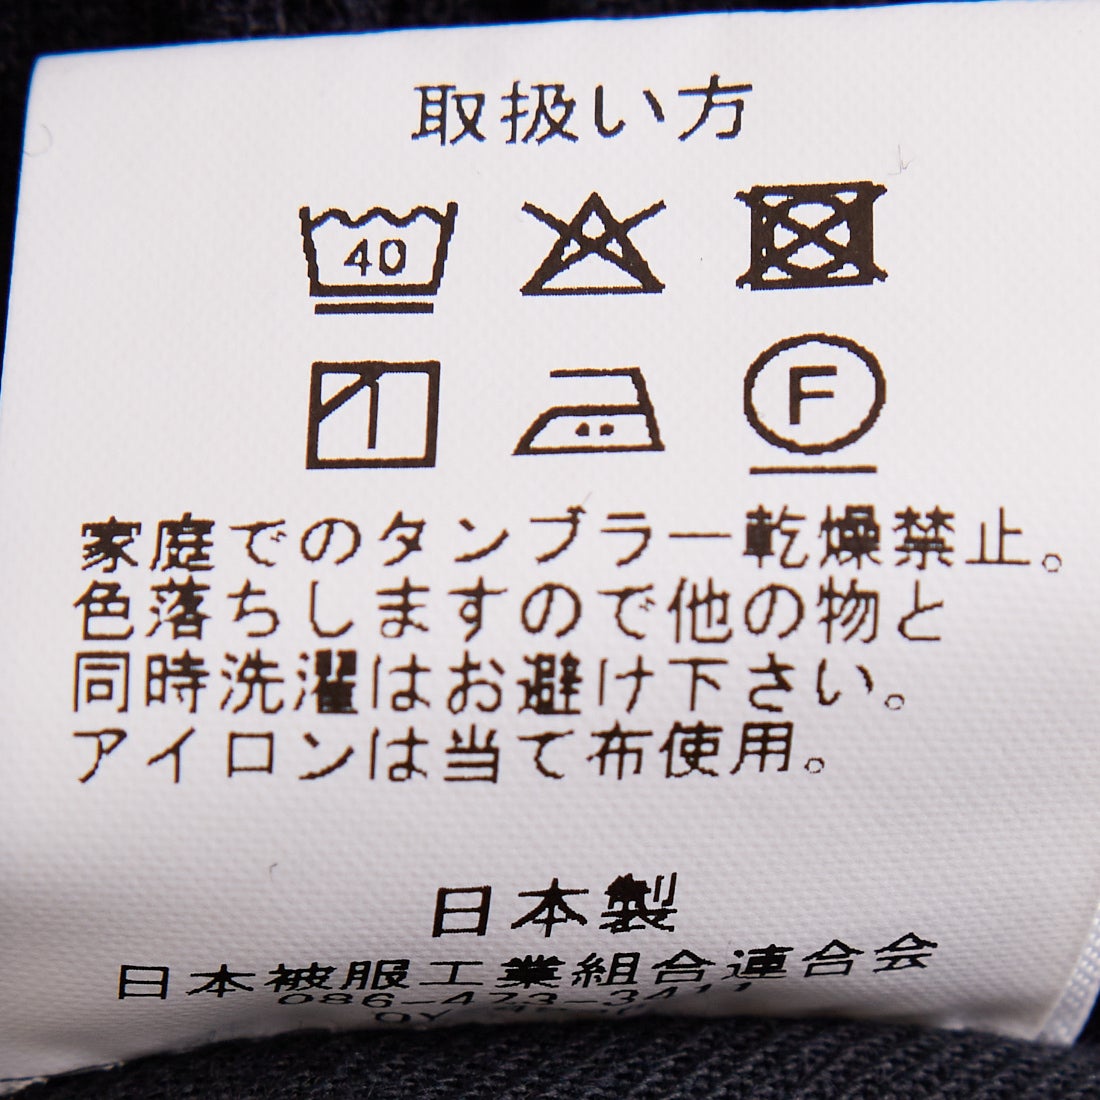 取扱い方
40
F
家庭でのタンブラー乾燥禁止。
色落ちしますので他の物と
同時洗濯はお避け下さい。
アイロンは当て布使用。
日本製
日本被服工業組合連合会
086-473-3411